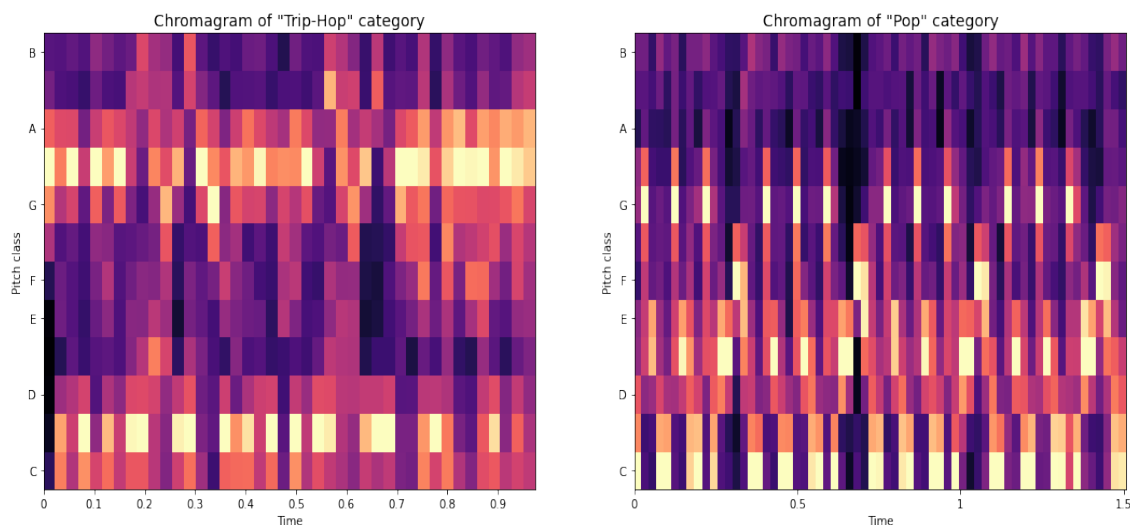 Chromagram of "Trip-Hop" category
Pitch class
B
A
G
F
E
D
C
0 0.1 0.2 0.3 0.4 0.5 0.6 0.7 0.8 0.9
Time
Chromagram of "Pop" category
Pitch class
B
A
G
F
E
D
C
0 0.5 1 1.5
Time